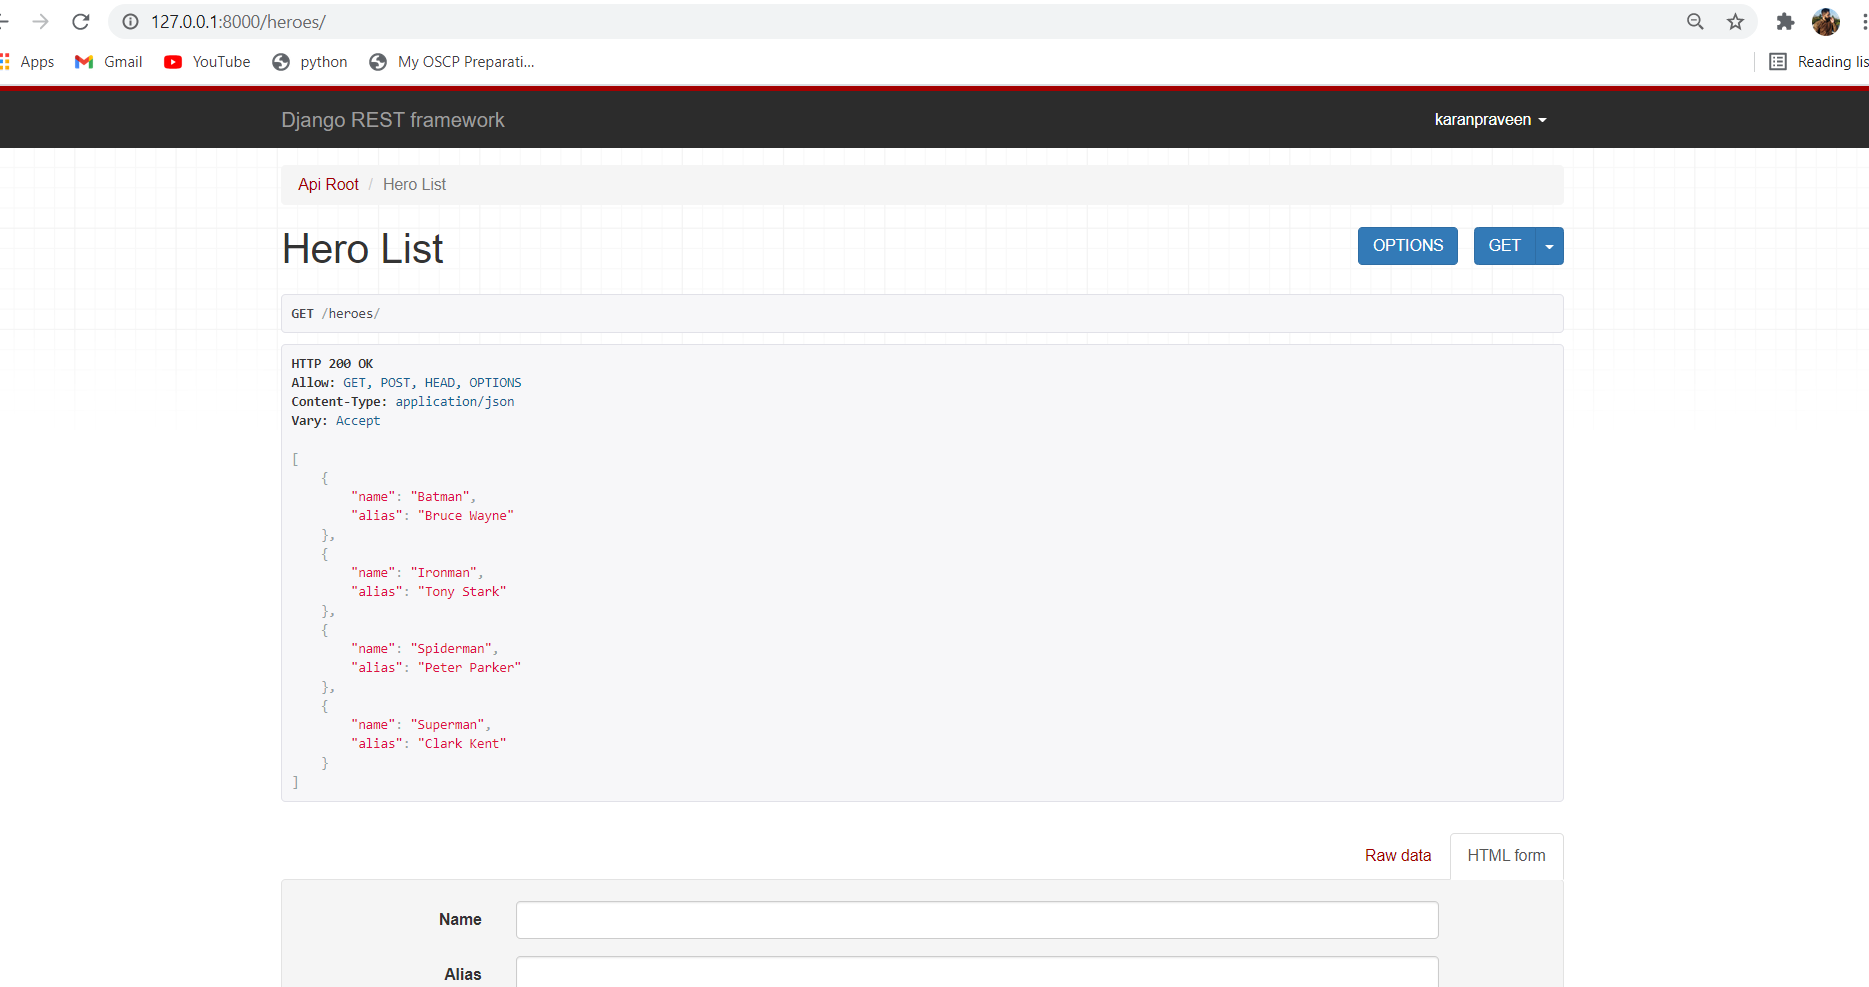 127.0.0.1:8000/heroes/
Apps Gmail YouTube python My OSCP Preparati... Reading lis
Django REST framework karanpraveen
Api Root / Hero List
Hero List OPTIONS GET
GET /heroes/
HTTP 200 OK
Allow: GET, POST, HEAD, OPTIONS
Content-Type: application/json
Vary: Accept
[
    {
        "name": "Batman",
        "alias": "Bruce Wayne"
    },
    {
        "name": "Ironman",
        "alias": "Tony Stark"
    },
    {
        "name": "Spiderman",
        "alias": "Peter Parker"
    },
    {
        "name": "Superman",
        "alias": "Clark Kent"
    }
]
Raw data HTML form
Name
Alias